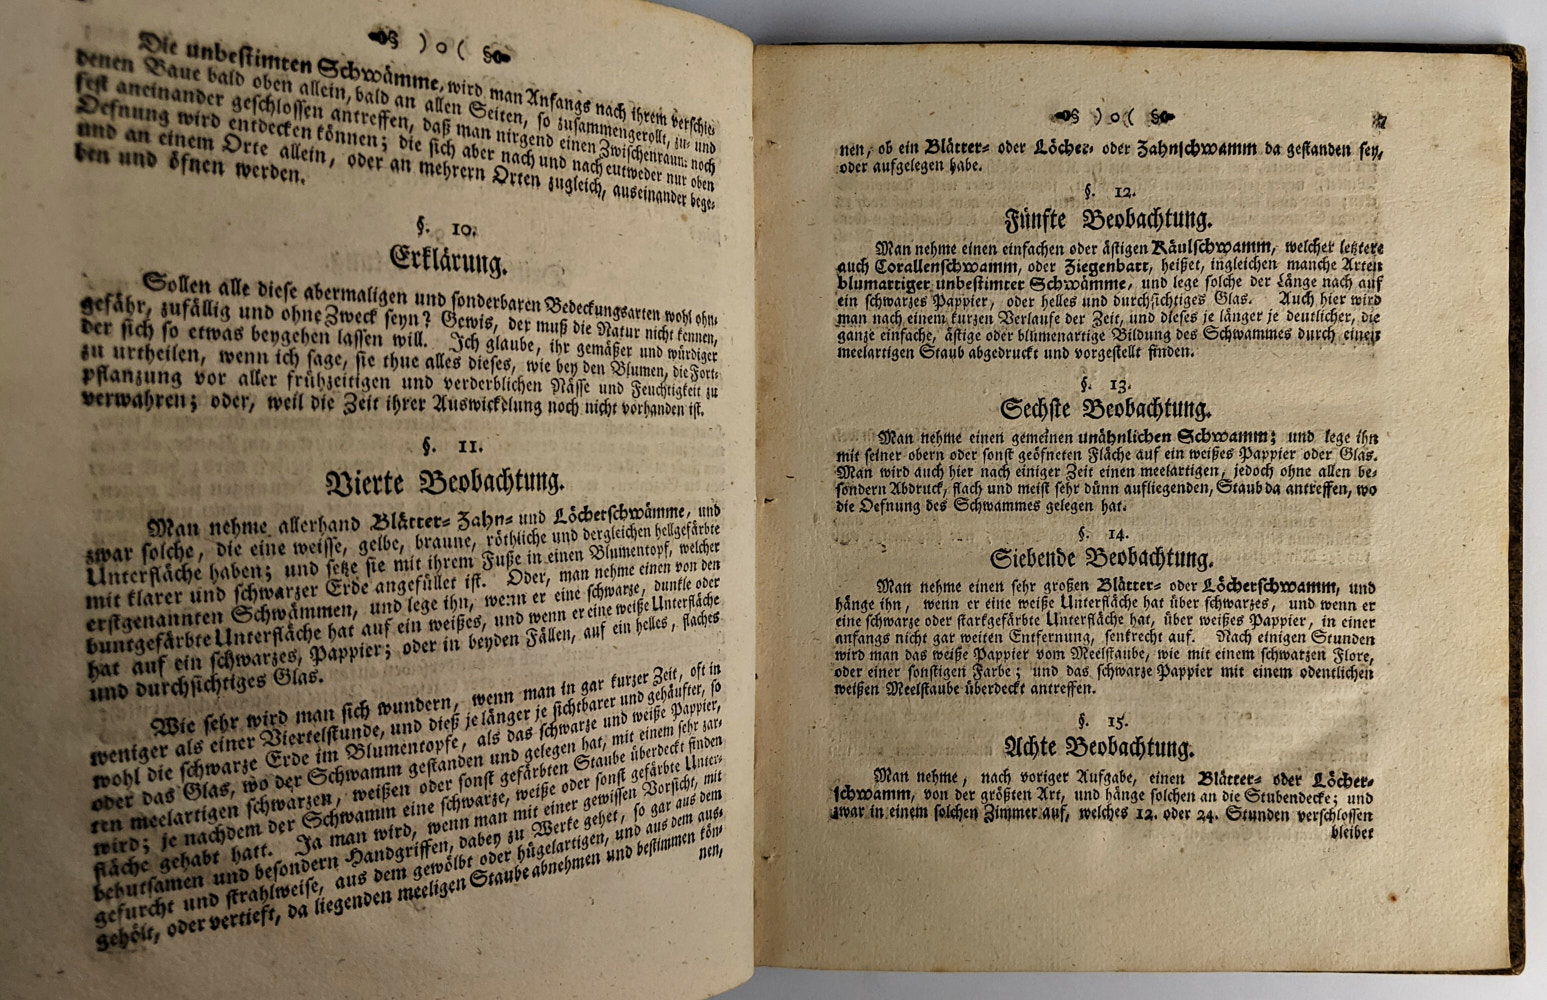 ◆§ ) o ( §◆
Die unbestimten Schwämme, wird man Anfangs nach ihrem verschie-
denen Baue bald oben allein, bald an allen Seiten, so zusammengerollt, zu- und
fest aneinander geschlossen antreffen, daß man nirgend einen Zwischenraum noch
Oefnung wird entdecken können; die sich aber nach und nach entweder nur oben
und an einem Orte allein, oder an mehrern Orten zugleich, auseinander bege-
ben und öfnen werden.
§. 10.
Erklärung.
Sollen alle diese abermaligen und sonderbaren Bedeckungsarten wohl ohn-
gefähr, zufällig und ohne Zweck seyn? Gewis, der muß die Natur nicht kennen,
der sich so etwas beygehen lassen will. Ich glaube, ihr gemäßer und würdiger
zu urtheilen, wenn ich sage, sie thue alles dieses, wie bey den Blumen, die Fort-
pflanzung vor aller frühzeitigen und verderblichen Nässe und Feuchtigkeit zu
verwahren; oder, weil die Zeit ihrer Auswickelung noch nicht vorhanden ist.
§. 11.
Vierte Beobachtung.
Man nehme allerhand Blätter- Zahn- und Löcherschwämme, und
zwar solche, die eine weisse, gelbe, braune, röthliche und dergleichen hellgefärbte
Unterfläche haben; und setze sie mit ihrem Fuße in einen Blumentopf, welcher
mit klarer und schwarzer Erde angefüllet ist. Oder, man nehme einen von den
erstgenannten Schwämmen, und lege ihn, wenn er eine schwarze, dunkle oder
buntgefärbte Unterfläche hat auf ein weißes, und wenn er eine weiße Unterfläche
hat auf ein schwarzes, Pappier; oder in beyden Fällen, auf ein helles, flaches
und durchsichtiges Glas.
Wie sehr wird man sich wundern, wenn man in gar kurzer Zeit, oft in
weniger als einer Viertelstunde, und dieß je länger je sichtbarer und gehäufter, so
wohl die schwarze Erde im Blumentopfe, als das schwarze und weiße Pappier,
oder das Glas, wo der Schwamm gestanden und gelegen hat, mit einem sehr zar-
ten meelartigen schwarzen, weißen oder sonst gefärbten Staube überdeckt finden
wird; je nachdem der Schwamm eine schwarze, weiße oder sonst gefärbte Unter-
fläche gehabt hatt. Ja man wird, wenn man mit einer gewissen Vorsicht, mit
behutsamen und besondern Handgriffen, dabey zu Werke gehet, so gar aus dem
gefurcht und strahlweise, aus dem gewölbt oder hügelartigen, und aus dem aus-
gehölt, oder vertieft, da liegenden meeligen Staube abnehmen und bestimmen kön-
nen,
◆§ ) o ( §◆
nen, ob ein Blätter- oder Löcher- oder Zahnschwamm da gestanden sey,
oder aufgelegen habe.
§. 12.
Fünfte Beobachtung.
Man nehme einen einfachen oder ästigen Käulschwamm, welcher letztere
auch Corallenschwamm, oder Ziegenbart, heißet, ingleichen manche Arten
blumartiger unbestimter Schwämme, und lege solche der Länge nach auf
ein schwarzes Pappier, oder helles und durchsichtiges Glas. Auch hier wird
man nach einem kurzen Verlaufe der Zeit, und dieses je länger je deutlicher, die
ganze einfache, ästige oder blumenartige Bildung des Schwammes durch einen
meelartigen Staub abgedruckt und vorgestellt finden.
§. 13.
Sechste Beobachtung.
Man nehme einen gemeinen unähnlichen Schwamm; und lege ihn
mit seiner obern oder sonst geöfneten Fläche auf ein weißes Pappier oder Glas.
Man wird auch hier nach einiger Zeit einen meelartigen, jedoch ohne allen be-
sondern Abdruck, flach und meist sehr dünn aufliegenden, Staub da antreffen, wo
die Oefnung des Schwammes gelegen hat.
§. 14.
Siebende Beobachtung.
Man nehme einen sehr großen Blätter- oder Löcherschwamm, und
hänge ihn, wenn er eine weiße Unterfläche hat über schwarzes, und wenn er
eine schwarze oder starkgefärbte Unterfläche hat, über weißes Pappier, in einer
anfangs nicht gar weiten Entfernung, senkrecht auf. Nach einigen Stunden
wird man das weiße Pappier vom Meelstaube, wie mit einem schwarzen Flore,
oder einer sonstigen Farbe; und das schwarze Pappier mit einem odentlichen
weißen Meelstaube überdeckt antreffen.
§. 15.
Achte Beobachtung.
Man nehme, nach voriger Aufgabe, einen Blätter- oder Löcher-
schwamm, von der größten Art, und hänge solchen an die Stubendecke; und
zwar in einem solchen Zimmer auf, welches 12. oder 24. Stunden verschlossen
bleibet